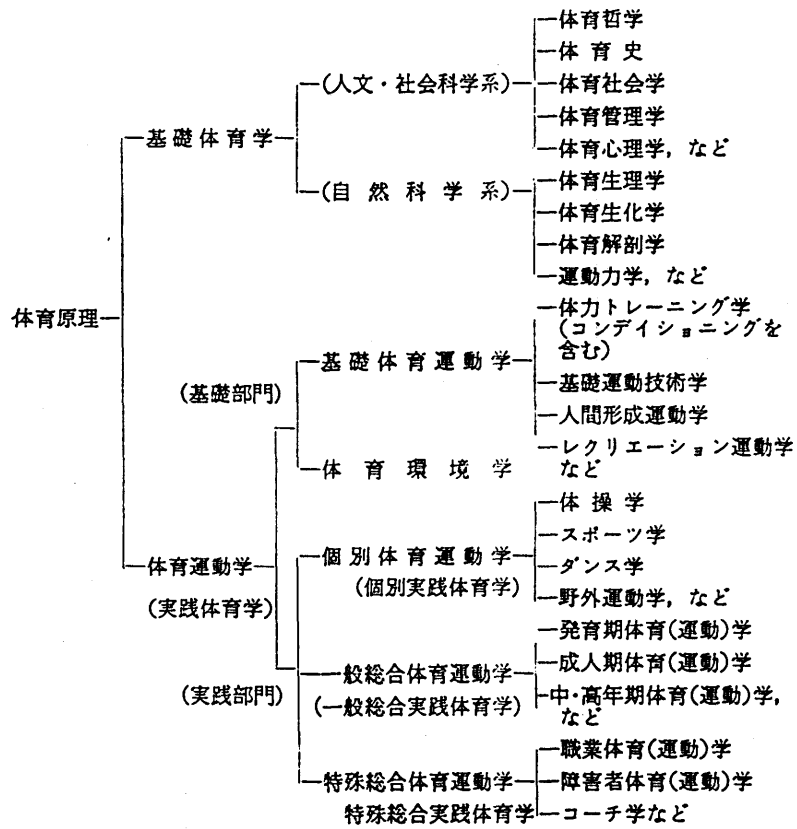 体育原理
基礎体育学
(人文・社会科学系)
体育哲学
体育史
体育社会学
体育管理学
体育心理学，など
(自然科学系)
体育生理学
体育生化学
体育解剖学
運動力学，など
体育運動学
(実践体育学)
(基礎部門)
基礎体育運動学
体力トレーニング学
(コンデイショニングを
含む)
基礎運動技術学
人間形成運動学
レクリエーション運動学
など
体育環境学
(実践部門)
個別体育運動学
(個別実践体育学)
体操学
スポーツ学
ダンス学
野外運動学，など
一般総合体育運動学
(一般総合実践体育学)
発育期体育(運動)学
成人期体育(運動)学
中・高年期体育(運動)学，
など
特殊総合体育運動学
特殊総合実践体育学
職業体育(運動)学
障害者体育(運動)学
コーチ学など